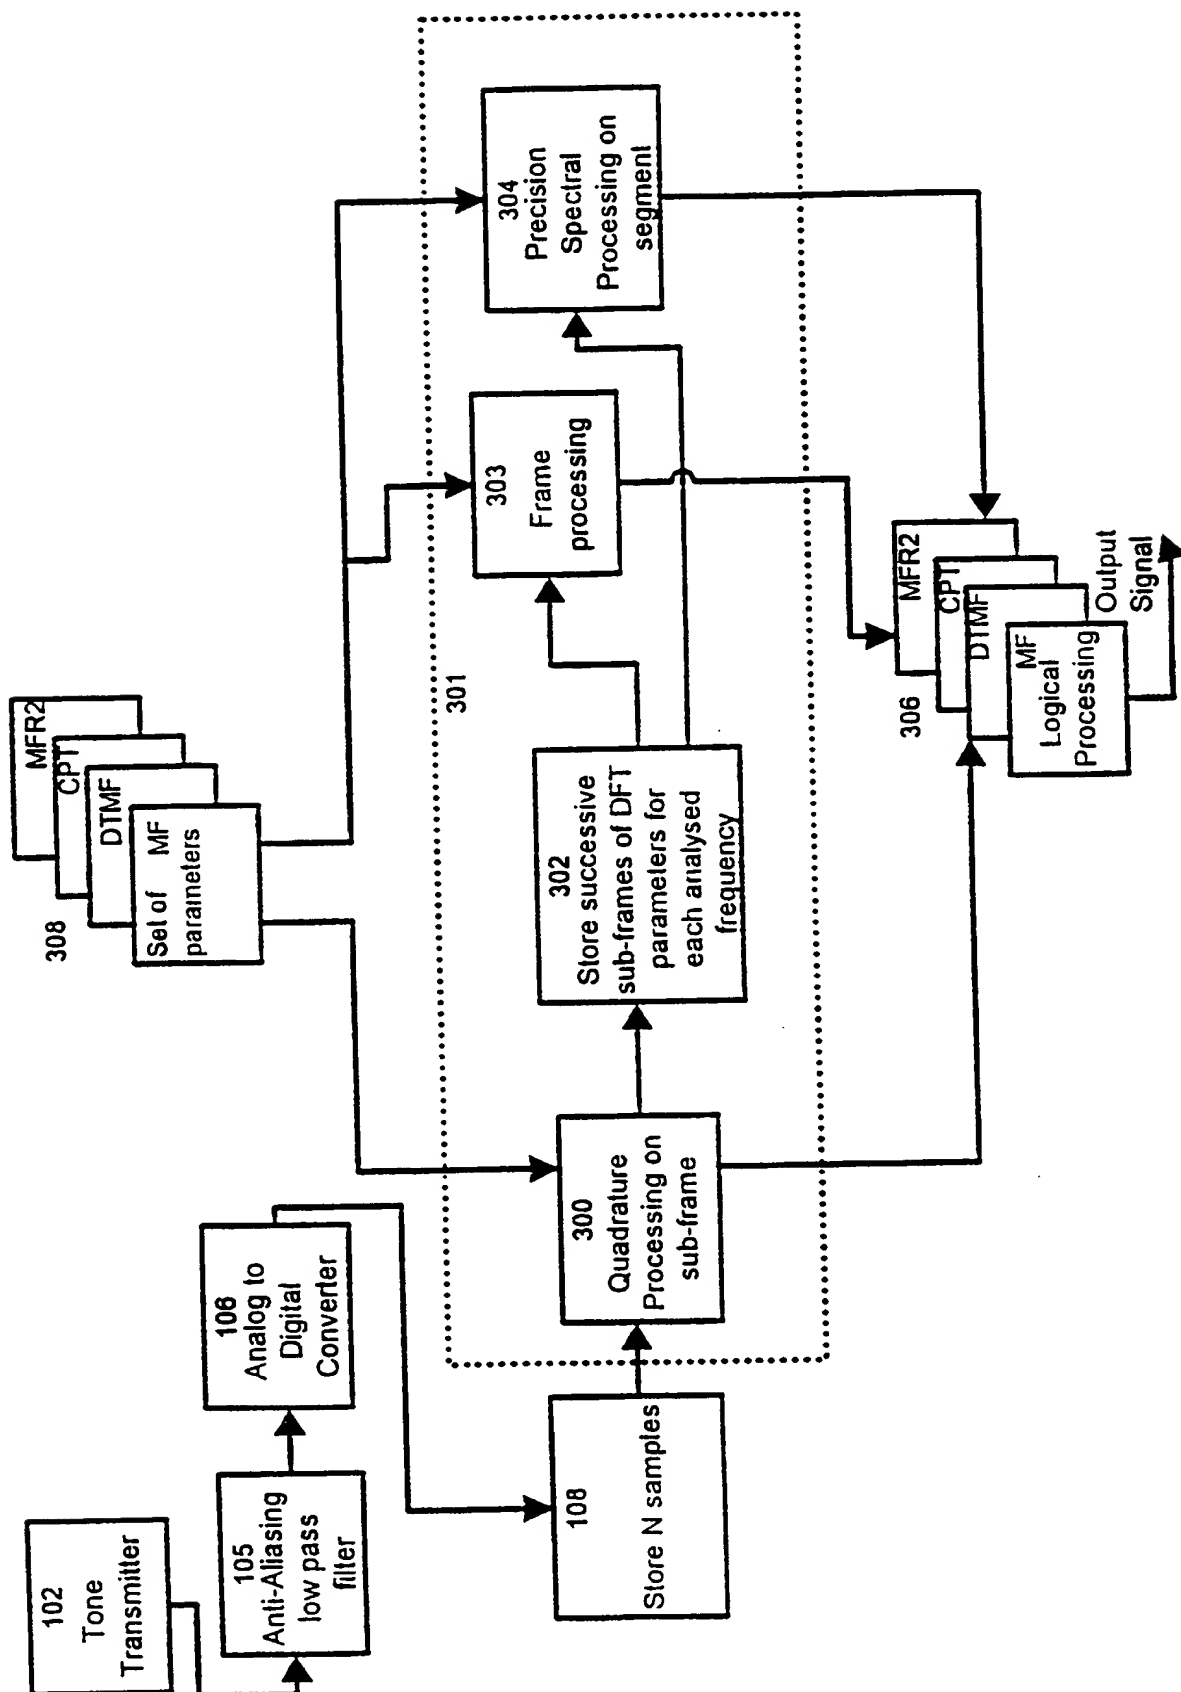 102
Tone
Transmitter
105
Anti-Aliasing
low pass
filter
106
Analog to
Digital
Converter
108
Store N samples
308
MFR2
CPT
DTMF
Set of MF
parameters
301
300
Quadrature
Processing on
sub-frame
302
Store successive
sub-frames of DFT
parameters for
each analysed
frequency
303
Frame
processing
304
Precision
Spectral
Processing on
segment
306
MFR2
CPT
DTMF
MF
Logical
Processing
Output
Signal